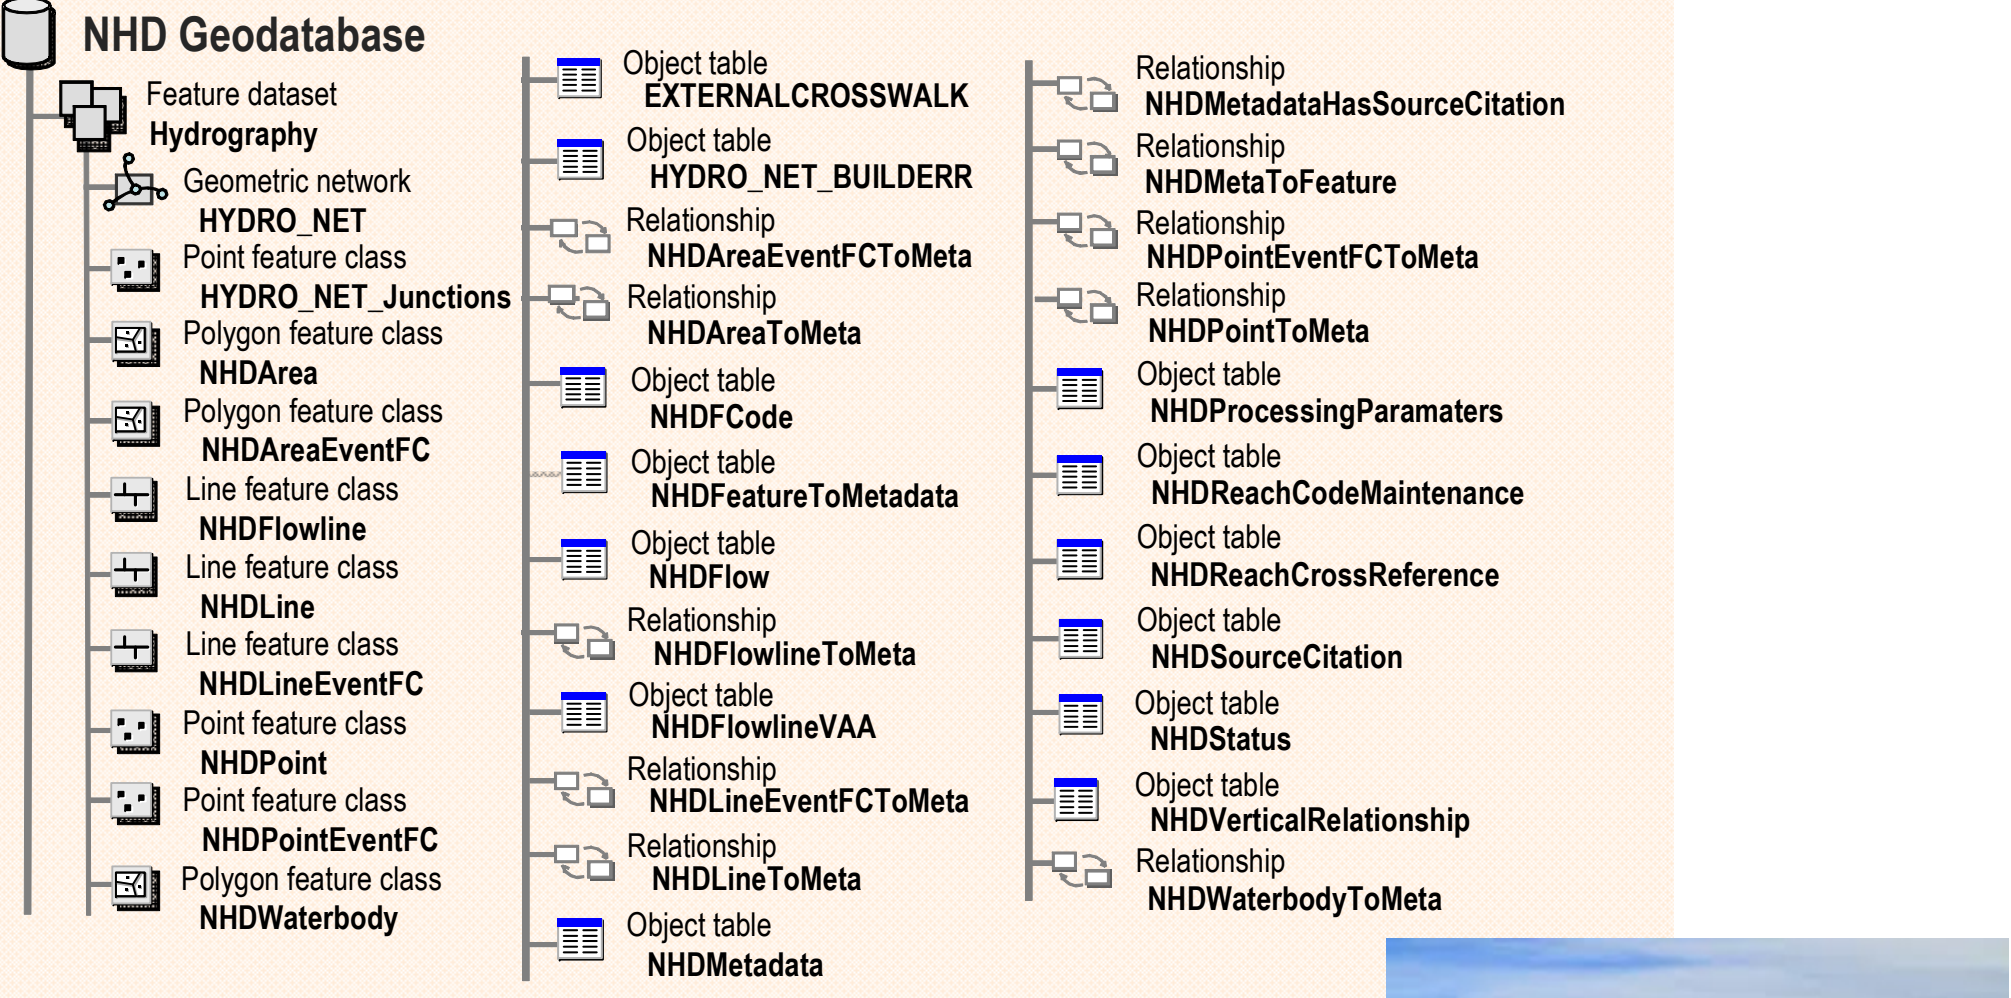 NHD Geodatabase
Feature dataset
Hydrography
Geometric network
HYDRO_NET
Point feature class
HYDRO_NET_Junctions
Polygon feature class
NHDArea
Polygon feature class
NHDAreaEventFC
Line feature class
NHDFlowline
Line feature class
NHDLine
Line feature class
NHDLineEventFC
Point feature class
NHDPoint
Point feature class
NHDPointEventFC
Polygon feature class
NHDWaterbody
Object table
EXTERNALCROSSWALK
Object table
HYDRO_NET_BUILDERR
Relationship
NHDAreaEventFCToMeta
Relationship
NHDAreaToMeta
Object table
NHDFCode
Object table
NHDFeatureToMetadata
Object table
NHDFlow
Relationship
NHDFlowlineToMeta
Object table
NHDFlowlineVAA
Relationship
NHDLineEventFCToMeta
Relationship
NHDLineToMeta
Object table
NHDMetadata
Relationship
NHDMetadataHasSourceCitation
Relationship
NHDMetaToFeature
Relationship
NHDPointEventFCToMeta
Relationship
NHDPointToMeta
Object table
NHDProcessingParamaters
Object table
NHDReachCodeMaintenance
Object table
NHDReachCrossReference
Object table
NHDSourceCitation
Object table
NHDStatus
Object table
NHDVerticalRelationship
Relationship
NHDWaterbodyToMeta